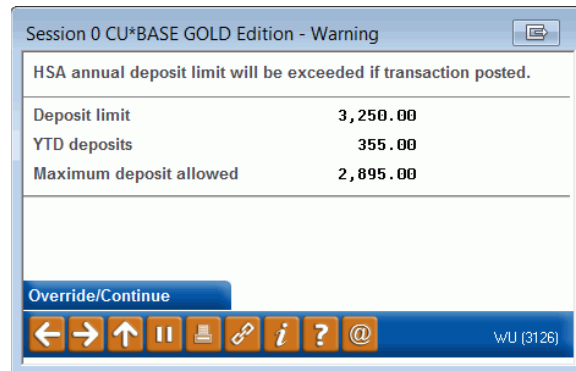 Session 0 CU*BASE GOLD Edition - Warning
HSA annual deposit limit will be exceeded if transaction posted.
Deposit limit 3,250.00
YTD deposits 355.00
Maximum deposit allowed 2,895.00
Override/Continue
i ? @ WU (3126)